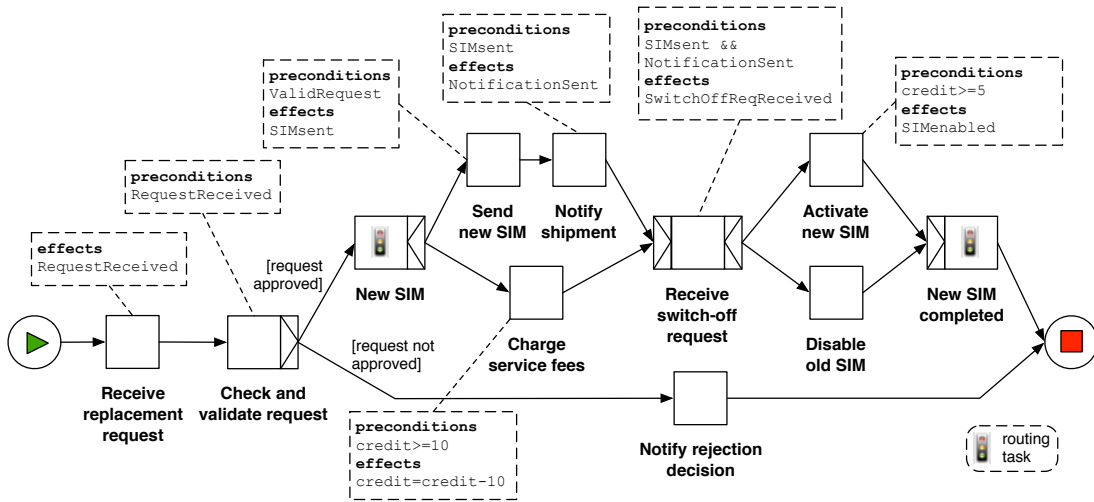 preconditions
SIMsent
effects
NotificationSent
preconditions
SIMsent &&
NotificationSent
effects
SwitchOffReqReceived
preconditions
ValidRequest
effects
SIMsent
preconditions
credit>=5
effects
SIMenabled
preconditions
RequestReceived
effects
RequestReceived
Send
new SIM
Notify
shipment
Activate
new SIM
[request
approved]
New SIM
Receive
switch-off
request
New SIM
completed
[request not
approved]
Charge
service fees
Disable
old SIM
Receive
replacement
request
Check and
validate request
preconditions
credit>=10
effects
credit=credit-10
Notify rejection
decision
routing
task